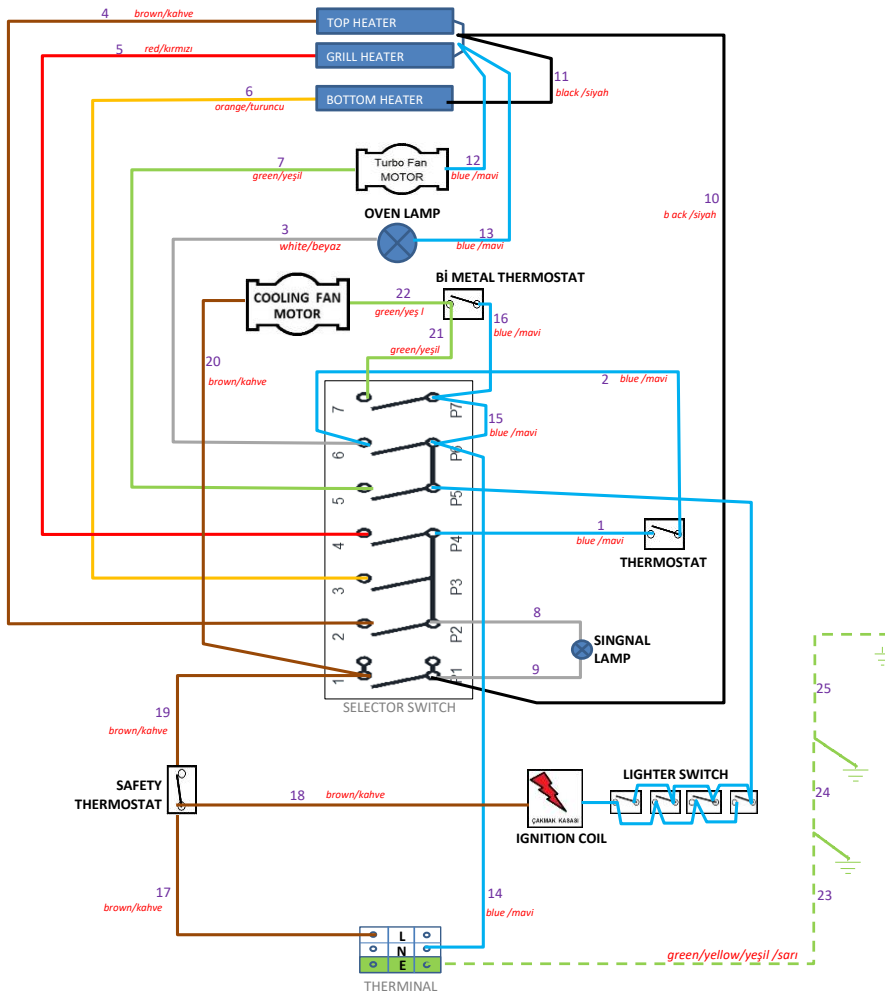 4 brown/kahve
TOP HEATER
5 red/kırmızı
GRILL HEATER
6
orange/turuncu
BOTTOM HEATER
11
black /siyah
7
green/yeşil
Turbo Fan
MOTOR
12
blue /mavi
10
b ack /siyah
OVEN LAMP
3
white/beyaz
13
blue /mavi
COOLING FAN
MOTOR
22
green/yeş l
Bİ METAL THERMOSTAT
16
blue /mavi
21
green/yeşil
20
brown/kahve
2 blue /mavi
7 P7
15
blue /mavi
6 P6
5 P5
4 P4
1
blue /mavi
THERMOSTAT
3 P3
2 P2
8
SINGNAL
LAMP
9
1 P1
SELECTOR SWITCH
19
brown/kahve
25
SAFETY
THERMOSTAT
18 brown/kahve
ÇAKMAK KASASI
IGNITION COIL
LIGHTER SWITCH
24
17
brown/kahve
14
blue /mavi
23
L
N
E
green/yellow/yeşil /sarı
THERMINAL